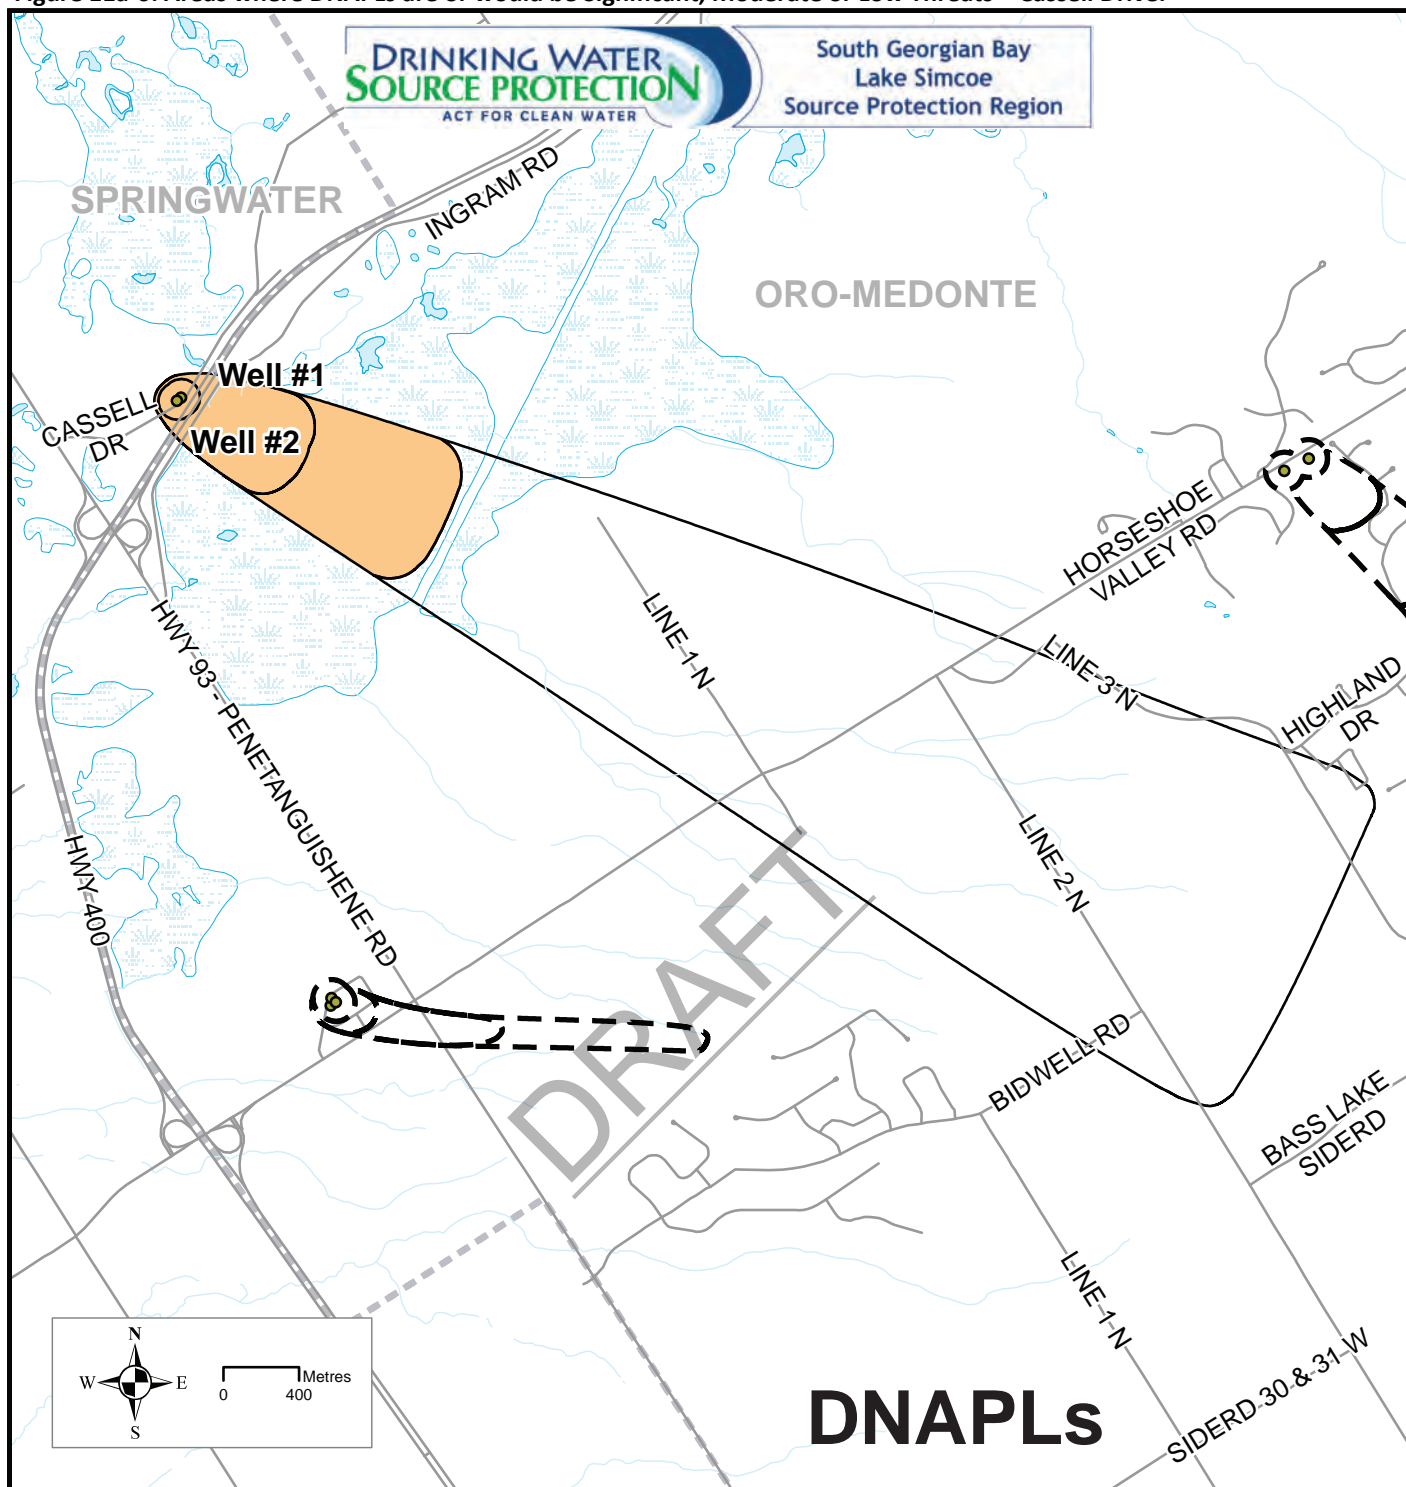 DRINKING WATER
SOURCE PROTECTION
ACT FOR CLEAN WATER
South Georgian Bay
Lake Simcoe
Source Protection Region
SPRINGWATER
INGRAM RD
ORO-MEDONTE
Well #1
CASSELL
DR
Well #2
HORSESHOE
VALLEY RD
LINE 1 N
LINE 3 N
HIGHLAND
DR
HWY 93 - PENETANGUISHENE RD
HWY 400
LINE 2 N
DRAFT
BIDWELL RD
BASS LAKE
SIDERD
LINE 1 N
SIDERD 30 & 31 W
N
W
E
S
Metres
0
400
DNAPLs